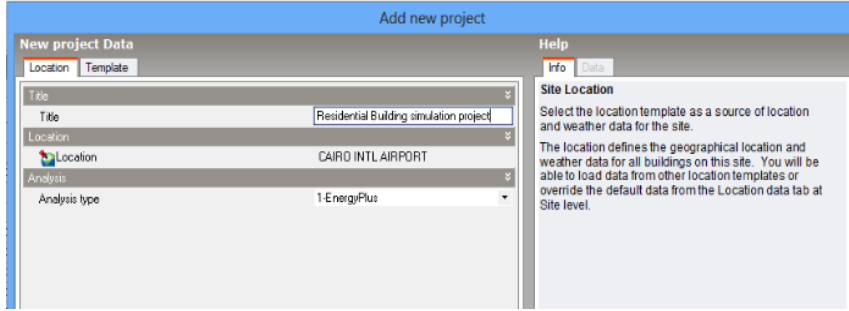 Add new project
New project Data
Location Template
Title
Title Residential Building simulation project
Location
Location CAIRO INTL AIRPORT
Analysis
Analysis type 1-EnergyPlus
Help
Info Data
Site Location
Select the location template as a source of location
and weather data for the site.
The location defines the geographical location and
weather data for all buildings on this site. You will be
able to load data from other location templates or
override the default data from the Location data tab at
Site level.